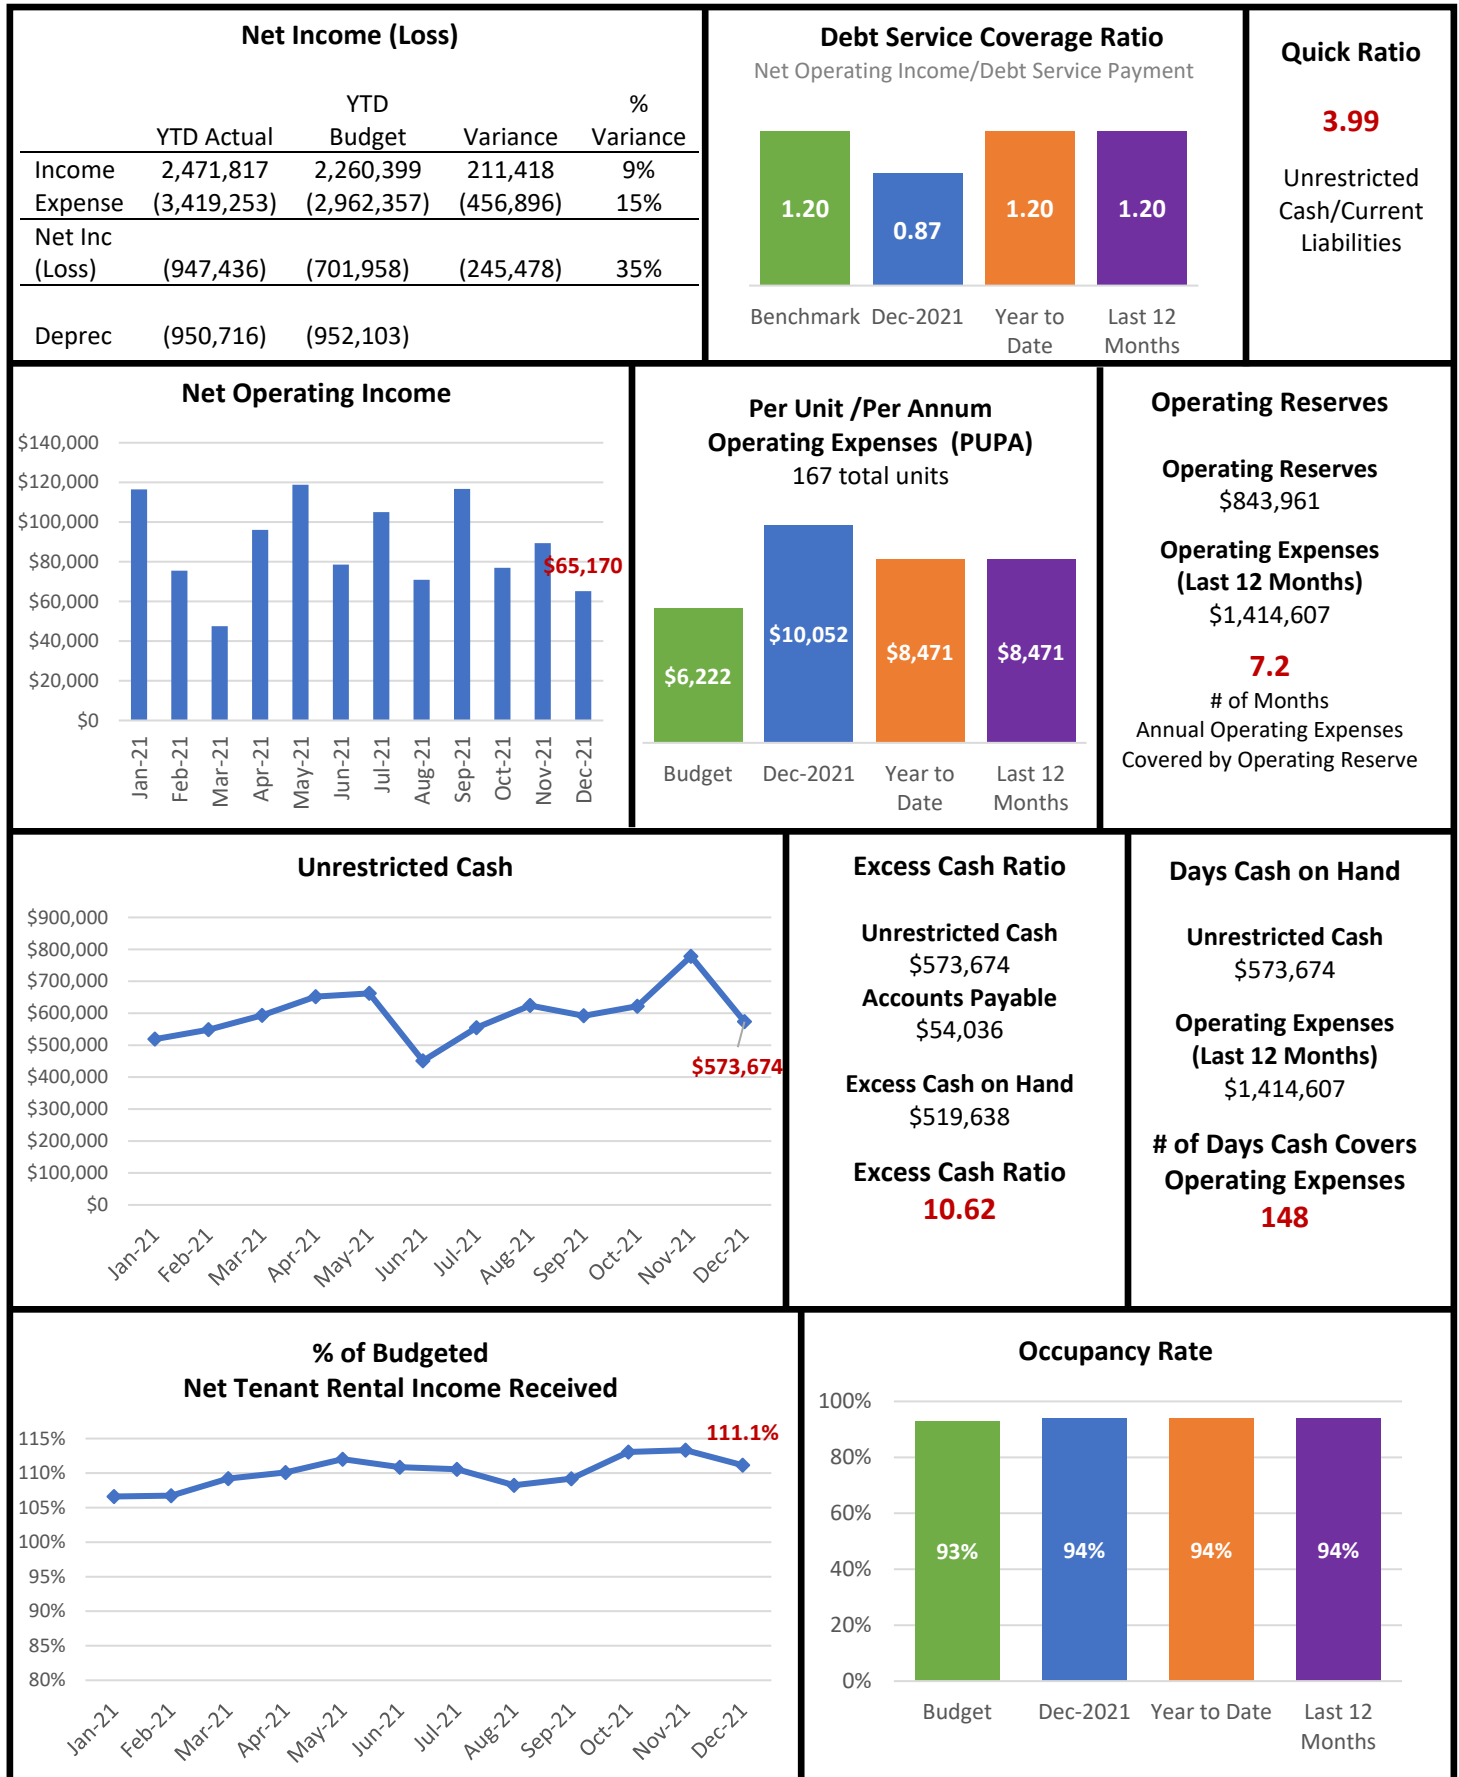 Net Income (Loss)
YTD %
YTD Actual Budget Variance Variance
Income 2,471,817 2,260,399 211,418 9%
Expense (3,419,253) (2,962,357) (456,896) 15%
Net Inc
(Loss) (947,436) (701,958) (245,478) 35%
Deprec (950,716) (952,103)
Debt Service Coverage Ratio
Net Operating Income/Debt Service Payment
1.20 0.87 1.20 1.20
Benchmark Dec-2021 Year to Last 12
Date Months
Quick Ratio
3.99
Unrestricted
Cash/Current
Liabilities
Net Operating Income
$140,000
$120,000
$100,000
$80,000
$60,000
$40,000
$20,000
$0
$65,170
Jan-21 Feb-21 Mar-21 Apr-21 May-21 Jun-21 Jul-21 Aug-21 Sep-21 Oct-21 Nov-21 Dec-21
Per Unit /Per Annum
Operating Expenses (PUPA)
167 total units
$6,222 $10,052 $8,471 $8,471
Budget Dec-2021 Year to Last 12
Date Months
Operating Reserves
Operating Reserves
$843,961
Operating Expenses
(Last 12 Months)
$1,414,607
7.2
# of Months
Annual Operating Expenses
Covered by Operating Reserve
Unrestricted Cash
$900,000
$800,000
$700,000
$600,000
$500,000
$400,000
$300,000
$200,000
$100,000
$0
$573,674
Jan-21 Feb-21 Mar-21 Apr-21 May-21 Jun-21 Jul-21 Aug-21 Sep-21 Oct-21 Nov-21 Dec-21
Excess Cash Ratio
Unrestricted Cash
$573,674
Accounts Payable
$54,036
Excess Cash on Hand
$519,638
Excess Cash Ratio
10.62
Days Cash on Hand
Unrestricted Cash
$573,674
Operating Expenses
(Last 12 Months)
$1,414,607
# of Days Cash Covers
Operating Expenses
148
% of Budgeted
Net Tenant Rental Income Received
111.1%
115%
110%
105%
100%
95%
90%
85%
80%
Jan-21 Feb-21 Mar-21 Apr-21 May-21 Jun-21 Jul-21 Aug-21 Sep-21 Oct-21 Nov-21 Dec-21
Occupancy Rate
100%
80%
60%
40%
20%
0%
93% 94% 94% 94%
Budget Dec-2021 Year to Date Last 12
Months